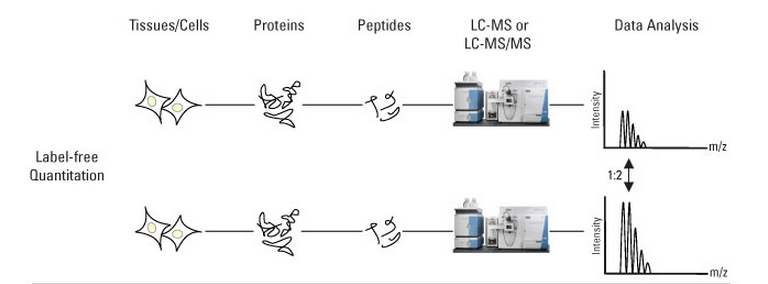 Tissues/Cells
Proteins
Peptides
LC-MS or
LC-MS/MS
Data Analysis
Label-free
Quantitation
Intensity
m/z
1:2
Intensity
m/z